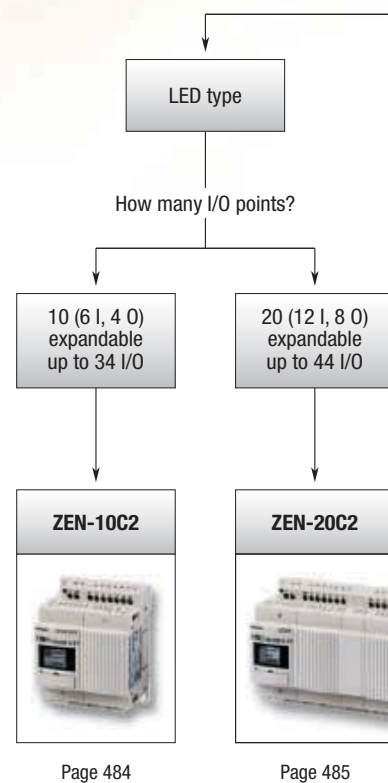 LED type
How many I/O points?
10 (6 I, 4 O)
expandable
up to 34 I/O
20 (12 I, 8 O)
expandable
up to 44 I/O
ZEN-10C2
ZEN-20C2
Page 484
Page 485